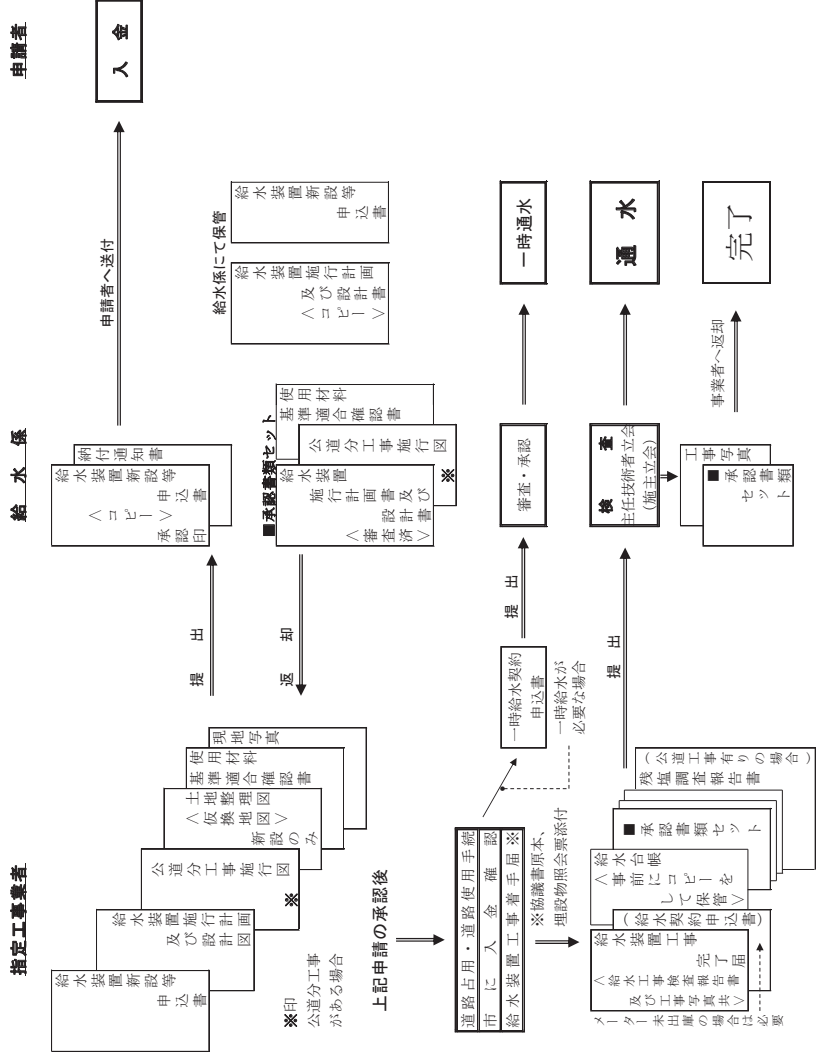 指定工事業者
給水係
申請者
給水装置新設等
申込書
給水装置施行計画
及び設計図
公道分工事施行図
※
土地整理図
＜仮換地図＞
新設のみ
使用材料
基準適合確認書
現地写真
※印
公道分工事
がある場合
提出
給水装置新設等
申込書
＜コピー＞
承認印
納付通知書
申請者へ送付
入金
返却
■承認書類セット
給水装置
施行計画書及び
設計書
＜審査済＞
公道分工事施行図
※
使用材料
基準適合確認書
給水係にて保管
給水装置施行計画
及び設計書
＜コピー＞
給水装置新設等
申込書
上記申請の承認後
道路占用・道路使用手続
市に入金確認
給水装置工事着手届※
※協議書原本、
埋設物照会票添付
一時給水契約
申込書
一時給水が
必要な場合
提出
審査・承認
一時通水
給水装置工事
完了届
＜給水工事検査報告書
及び工事写真共＞
メーター未出庫の場合は必要
（給水契約申込書）
給水台帳
＜事前にコピーを
して保管＞
■承認書類
セット
（公道工事有りの場合）
残塩調査報告書
提出
検査
主任技術者立会
(施主立会)
通水
工事写真
■承認書類
セット
事業者へ返却
完了